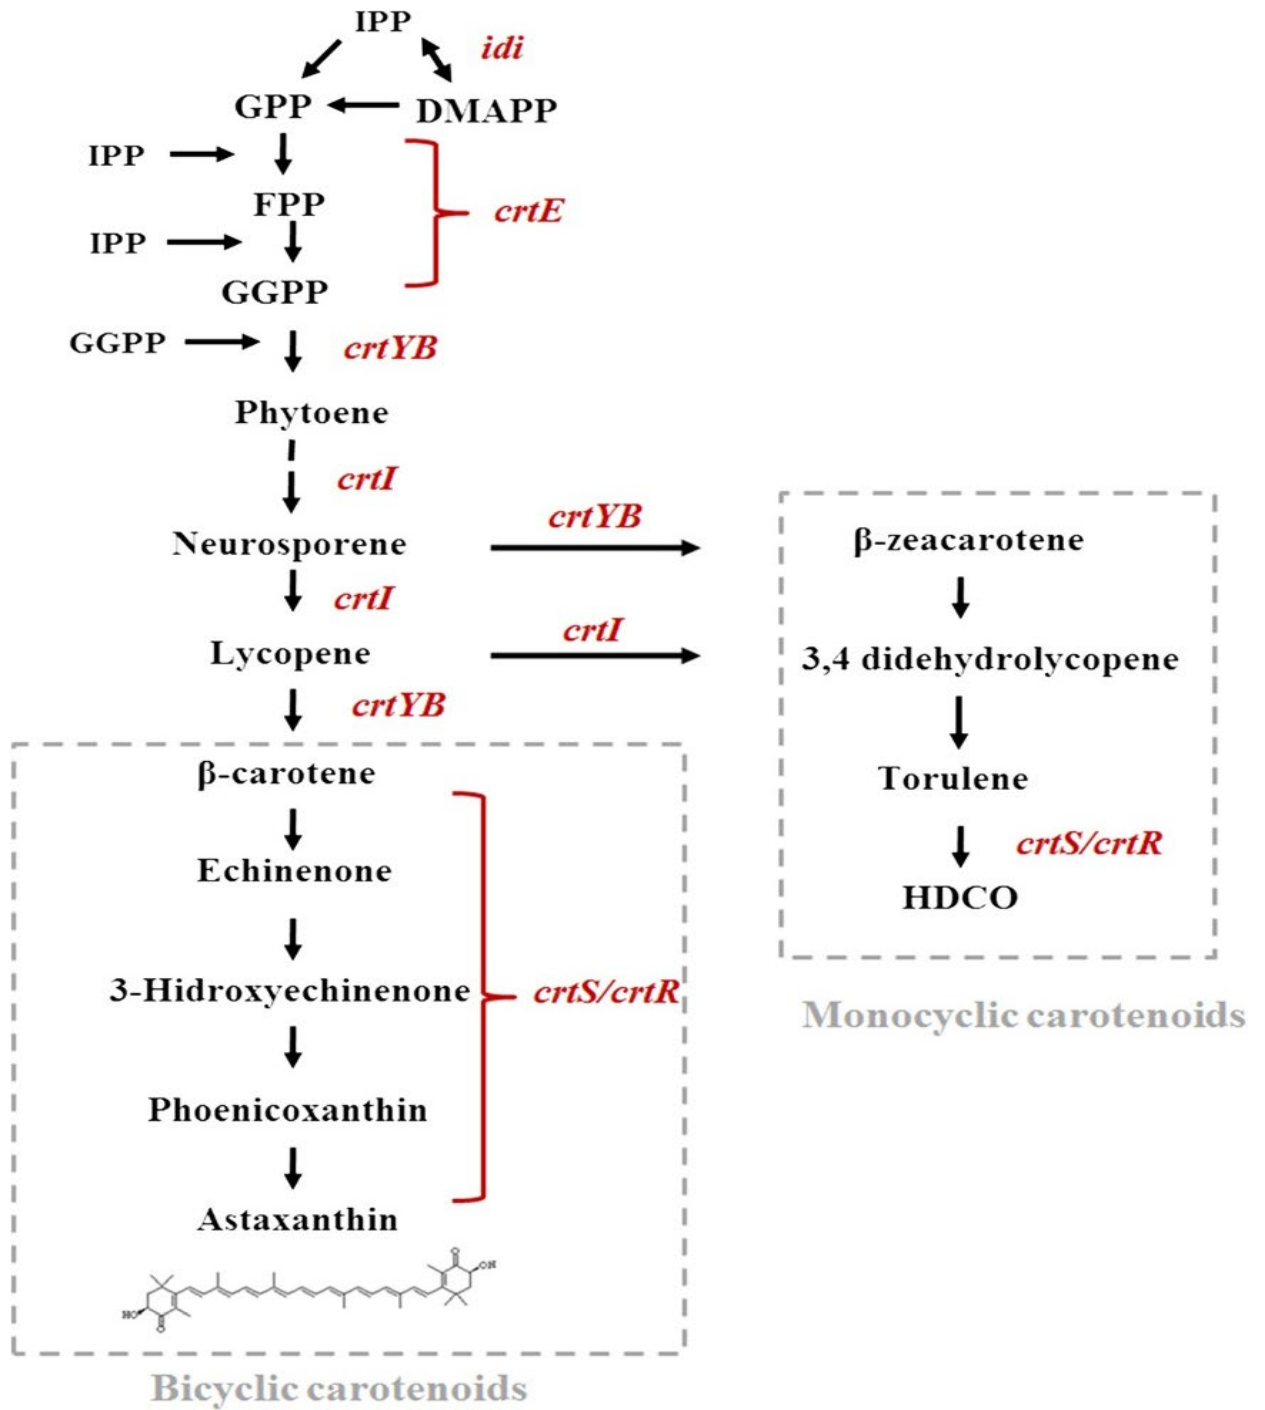 IPP
idi
GPP
DMAPP
IPP
FPP
crtE
IPP
GGPP
GGPP
crtYB
Phytoene
crtI
Neurosporene
crtYB
β-zeacarotene
crtI
Lycopene
crtI
3,4 didehydrolycopene
crtYB
β-carotene
Torulene
Echinenone
crtS/crtR
HDCO
3-Hidroxyechinenone
crtS/crtR
Monocyclic carotenoids
Phoenicoxanthin
Astaxanthin
O
OH
HO
O
Bicyclic carotenoids